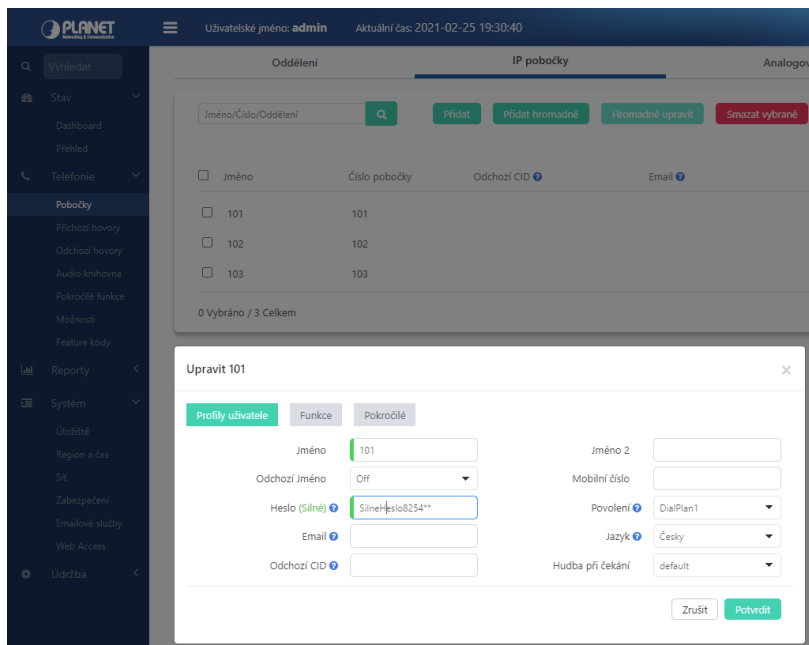 PLANET
Networking & Communication
Uživatelské jméno: admin
Aktuální čas: 2021-02-25 19:30:40
Vyhledat
Stav
Dashboard
Přehled
Telefonie
Pobočky
Příchozí hovory
Odchozí hovory
Audio knihovna
Pokročilé funkce
Možnosti
Feature kódy
Reporty
Systém
Úložiště
Region a čas
Síť
Zabezpečení
Emailové služby
Web Access
Údržba
Oddělení
IP pobočky
Analogov
Jméno/Číslo/Oddělení
Přidat
Přidat hromadně
Hromadně upravit
Smazat vybrané
Jméno Číslo pobočky Odchozí CID Email
101 101
102 102
103 103
0 Vybráno / 3 Celkem
Upravit 101
Profily uživatele Funkce Pokročilé
Jméno 101 Jméno 2
Odchozí Jméno Off Mobilní číslo
Heslo (Silné) SilneHeslo8254** Povolení DialPlan1
Email Jazyk Česky
Odchozí CID Hudba při čekání default
Zrušit Potvrdit